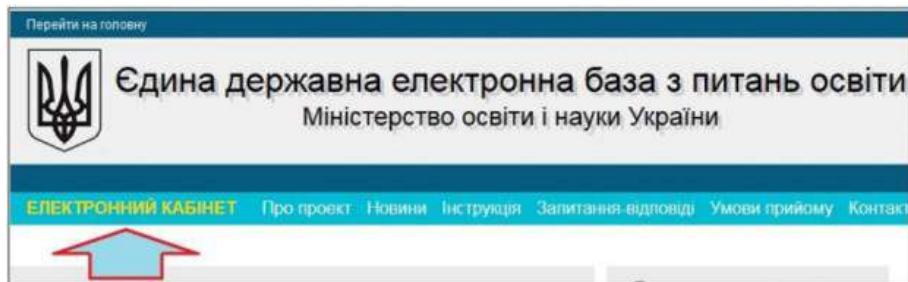 Перейти на головну
Єдина державна електронна база з питань освіти
Міністерство освіти і науки України
ЕЛЕКТРОННИЙ КАБІНЕТ Про проект Новини Інструкція Запитання-відповіді Умови прийому Контакт